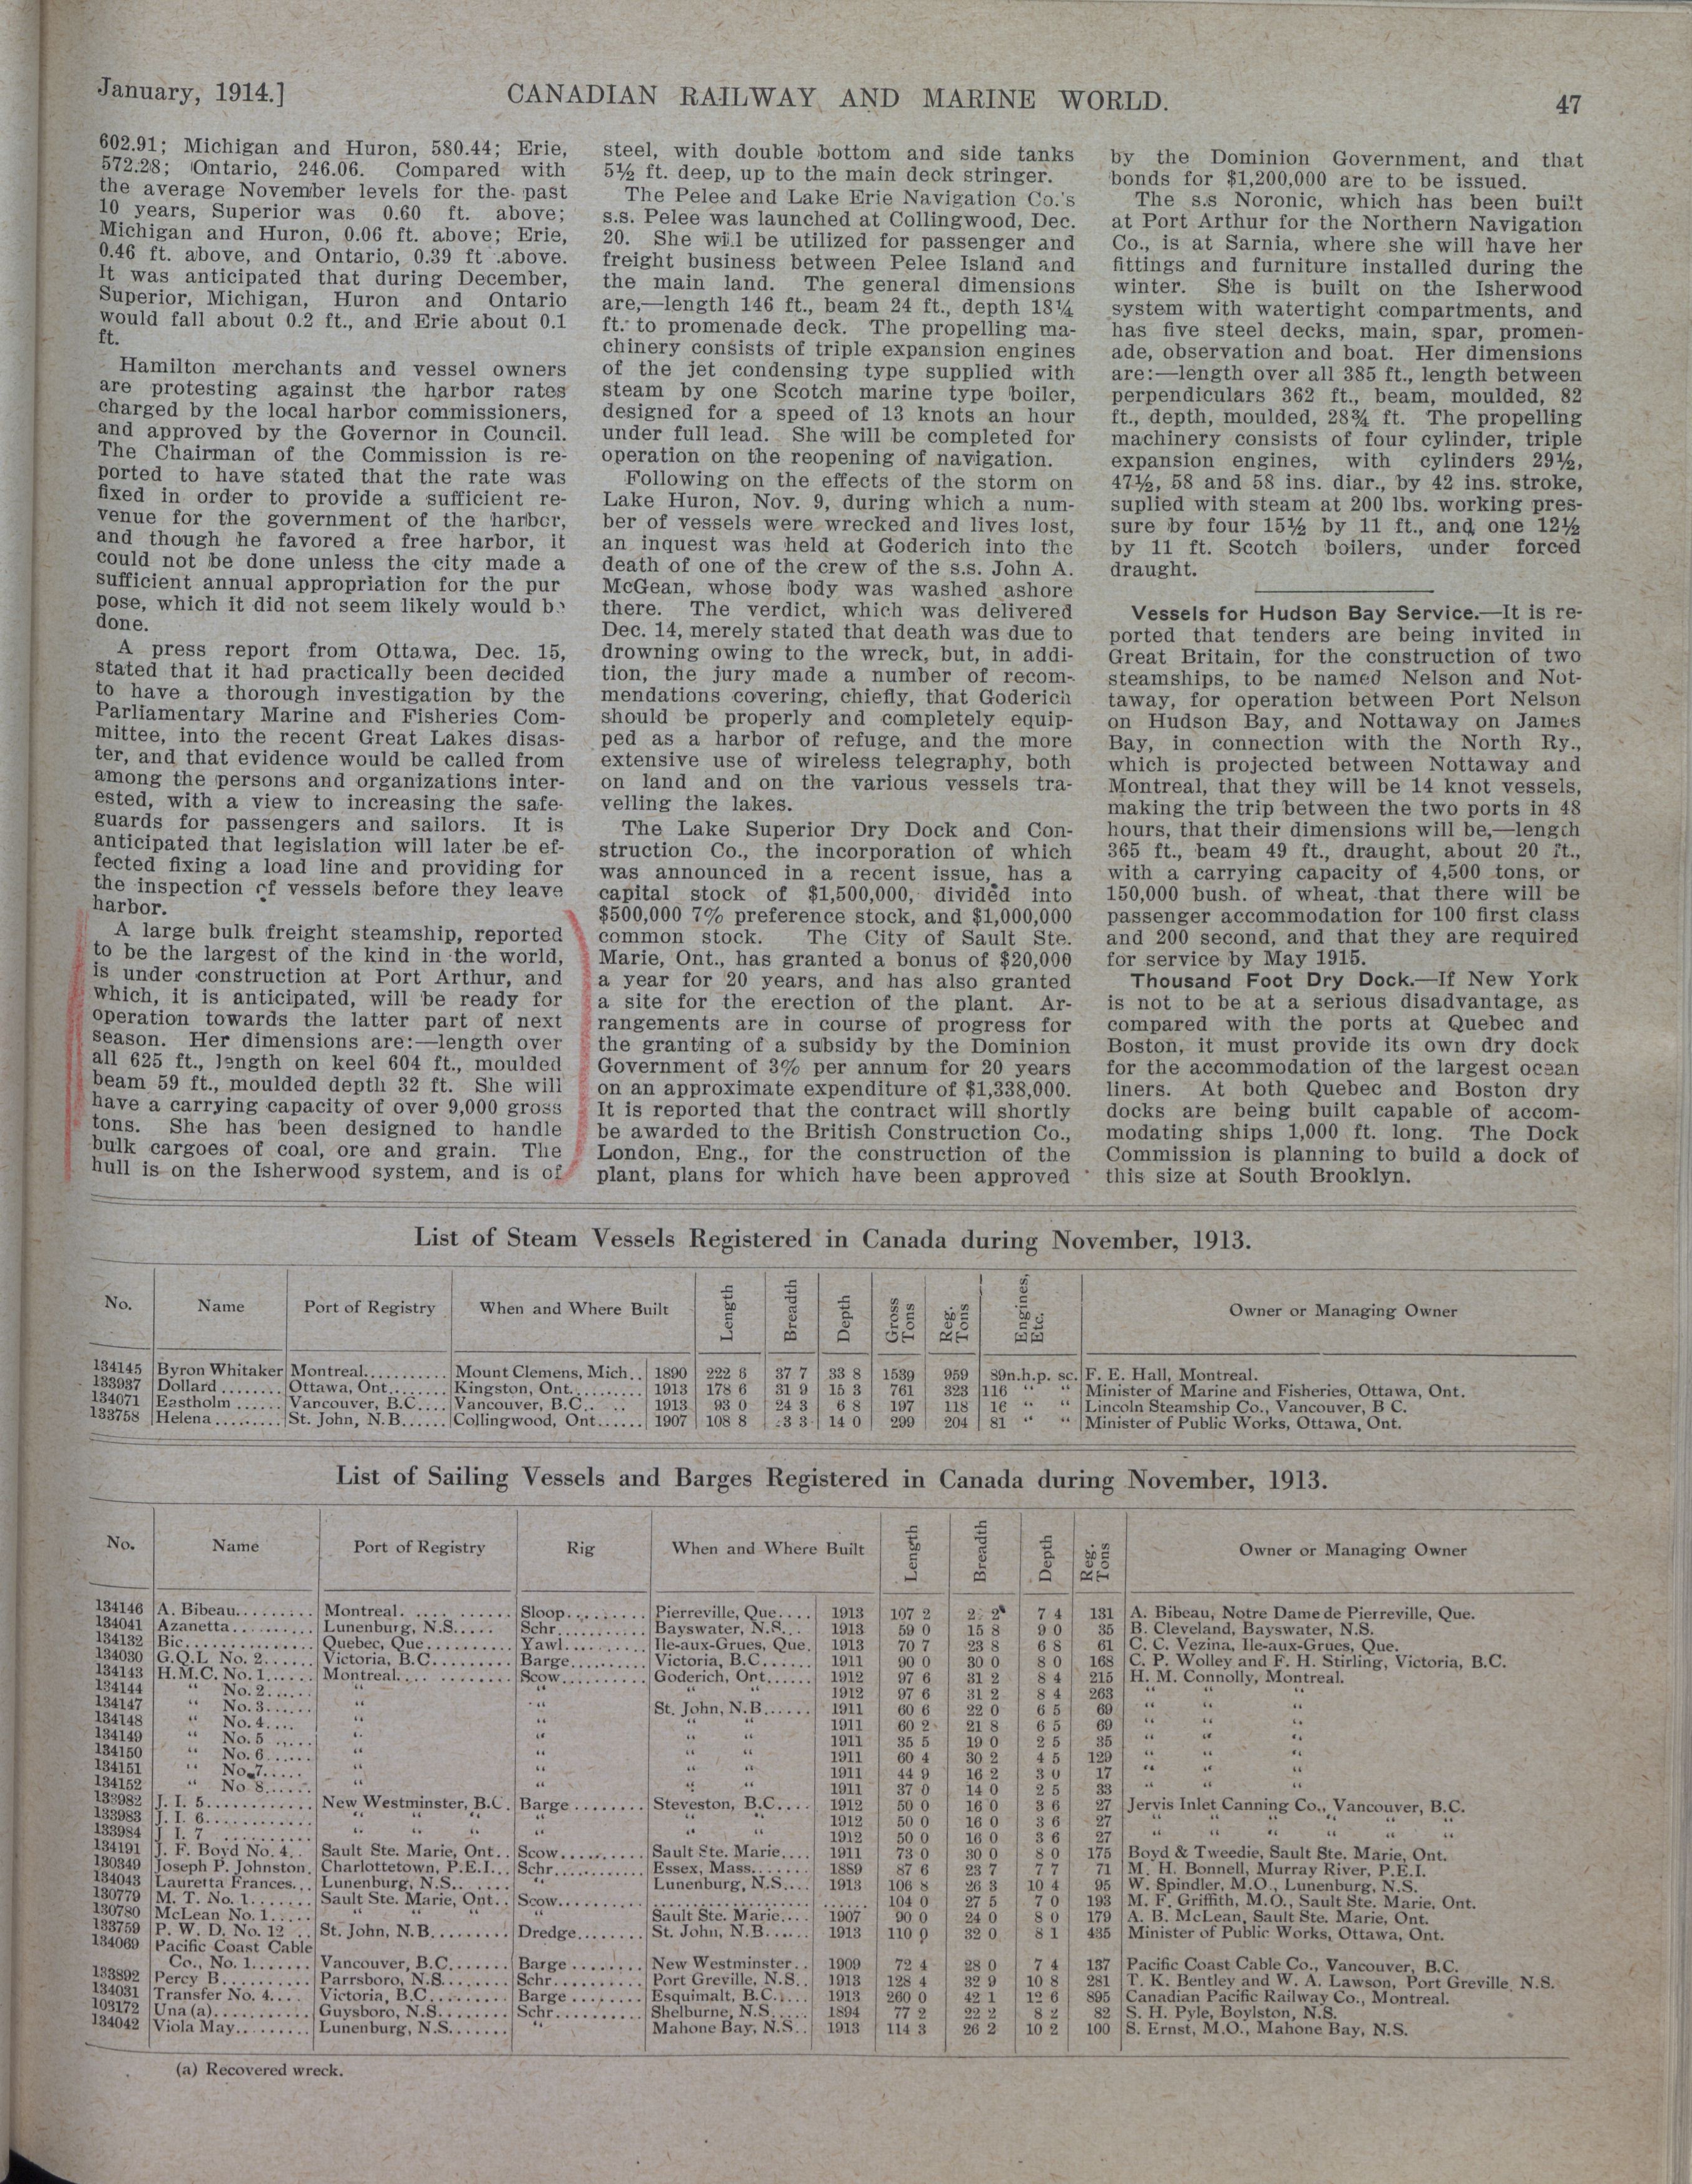 January, 1914.] CANADIAN RAILWAY AND MARINE WORLD. 47
602.91; Michigan and Huron, 580.44; Erie,
572.28; Ontario, 246.06. Compared with
the average November levels for the past
10 years, Superior was 0.60 ft. above;
Michigan and Huron, 0.06 ft. above; Erie,
0.46 ft. above, and Ontario, 0.39 ft .above.
It was anticipated that during December,
Superior, Michigan, Huron and Ontario
would fall about 0.2 ft., and Erie about 0.1
ft.
Hamilton merchants and vessel owners
are protesting against the harbor rates
charged by the local harbor commissioners,
and approved by the Governor in Council.
The Chairman of the Commission is re-
ported to have stated that the rate was
fixed in order to provide a sufficient re-
venue for the government of the harbor,
and though he favored a free harbor, it
could not be done unless the city made a
sufficient annual appropriation for the pur
pose, which it did not seem likely would be
done.
A press report from Ottawa, Dec. 15,
stated that it had practically been decided
to have a thorough investigation by the
Parliamentary Marine and Fisheries Com-
mittee, into the recent Great Lakes disas-
ter, and that evidence would be called from
among the persons and organizations inter-
ested, with a view to increasing the safe-
guards for passengers and sailors. It is
anticipated that legislation will later be ef-
fected fixing a load line and providing for
the inspection of vessels before they leave
harbor.
A large bulk freight steamship, reported
to be the largest of the kind in the world,
is under construction at Port Arthur, and
which, it is anticipated, will be ready for
operation towards the latter part of next
season. Her dimensions are:—length over
all 625 ft., length on keel 604 ft., moulded
beam 59 ft., moulded depth 32 ft. She will
have a carrying capacity of over 9,000 gross
tons. She has been designed to handle
bulk cargoes of coal, ore and grain. The
hull is on the Isherwood system, and is of
steel, with double bottom and side tanks
5½ ft. deep, up to the main deck stringer.
The Pelee and Lake Erie Navigation Co.'s
s.s. Pelee was launched at Collingwood, Dec.
20. She will be utilized for passenger and
freight business between Pelee Island and
the main land. The general dimensions
are,—length 146 ft., beam 24 ft., depth 18¼
ft. to promenade deck. The propelling ma-
chinery consists of triple expansion engines
of the jet condensing type supplied with
steam by one Scotch marine type boiler,
designed for a speed of 13 knots an hour
under full lead. She will be completed for
operation on the reopening of navigation.
Following on the effects of the storm on
Lake Huron, Nov. 9, during which a num-
ber of vessels were wrecked and lives lost,
an inquest was held at Goderich into the
death of one of the crew of the s.s. John A.
McGean, whose body was washed ashore
there. The verdict, which was delivered
Dec. 14, merely stated that death was due to
drowning owing to the wreck, but, in addi-
tion, the jury made a number of recom-
mendations covering, chiefly, that Goderich
should be properly and completely equip-
ped as a harbor of refuge, and the more
extensive use of wireless telegraphy, both
on land and on the various vessels tra-
velling the lakes.
The Lake Superior Dry Dock and Con-
struction Co., the incorporation of which
was announced in a recent issue, has a
capital stock of $1,500,000, divided into
$500,000 7% preference stock, and $1,000,000
common stock. The City of Sault Ste.
Marie, Ont., has granted a bonus of $20,000
a year for 20 years, and has also granted
a site for the erection of the plant. Ar-
rangements are in course of progress for
the granting of a subsidy by the Dominion
Government of 3% per annum for 20 years
on an approximate expenditure of $1,338,000.
It is reported that the contract will shortly
be awarded to the British Construction Co.,
London, Eng., for the construction of the
plant, plans for which have been approved
by the Dominion Government, and that
bonds for $1,200,000 are to be issued.
The s.s Noronic, which has been built
at Port Arthur for the Northern Navigation
Co., is at Sarnia, where she will have her
fittings and furniture installed during the
winter. She is built on the Isherwood
system with watertight compartments, and
has five steel decks, main, spar, promen-
ade, observation and boat. Her dimensions
are:—length over all 385 ft., length between
perpendiculars 362 ft., beam, moulded, 82
ft., depth, moulded, 28¾ ft. The propelling
machinery consists of four cylinder, triple
expansion engines, with cylinders 29½,
47½, 58 and 58 ins. diar., by 42 ins. stroke,
suplied with steam at 200 lbs. working pres-
sure by four 15½ by 11 ft., and one 12½
by 11 ft. Scotch boilers, under forced
draught.
Vessels for Hudson Bay Service.—It is re-
ported that tenders are being invited in
Great Britain, for the construction of two
steamships, to be named Nelson and Not-
taway, for operation between Port Nelson
on Hudson Bay, and Nottaway on James
Bay, in connection with the North Ry.,
which is projected between Nottaway and
Montreal, that they will be 14 knot vessels,
making the trip between the two ports in 48
hours, that their dimensions will be,—length
365 ft., beam 49 ft., draught, about 20 ft.,
with a carrying capacity of 4,500 tons, or
150,000 bush. of wheat, that there will be
passenger accommodation for 100 first class
and 200 second, and that they are required
for service by May 1915.
Thousand Foot Dry Dock.—If New York
is not to be at a serious disadvantage, as
compared with the ports at Quebec and
Boston, it must provide its own dry dock
for the accommodation of the largest ocean
liners. At both Quebec and Boston dry
docks are being built capable of accom-
modating ships 1,000 ft. long. The Dock
Commission is planning to build a dock of
this size at South Brooklyn.
List of Steam Vessels Registered in Canada during November, 1913.
No. Name Port of Registry When and Where Built Length Breadth Depth Gross Tons Reg. Tons Engines, Etc. Owner or Managing Owner
134145 Byron Whitaker Montreal.......... Mount Clemens, Mich.. 1890 222 6 37 7 33 8 1539 959 89n.h.p. sc. F. E. Hall, Montreal.
133937 Dollard ........ Ottawa, Ont....... Kingston, Ont.......... 1913 178 6 31 9 15 3 761 323 116 " " Minister of Marine and Fisheries, Ottawa, Ont.
134071 Eastholm ...... Vancouver, B.C.... Vancouver, B.C.. .. 1913 93 0 24 3 6 8 197 118 16 " " Lincoln Steamship Co., Vancouver, B C.
133758 Helena......... St. John, N.B...... Collingwood, Ont...... 1907 108 8 3 3 14 0 299 204 81 " " Minister of Public Works, Ottawa, Ont.
List of Sailing Vessels and Barges Registered in Canada during November, 1913.
No. Name Port of Registry Rig When and Where Built Length Breadth Depth Reg. Tons Owner or Managing Owner
134146 A. Bibeau......... Montreal. .... .......... Sloop......... Pierreville, Que.... 1913 107 2 7 4 131 A. Bibeau, Notre Dame de Pierreville, Que.
134041 Azanetta.......... Lunenburg, N.S..... Schr........... Bayswater, N.S... 1913 59 0 15 8 9 0 35 B. Cleveland, Bayswater, N.S.
134132 Bic................ Quebec, Que.......... Yawl.......... Ile-aux-Grues, Que. 1913 70 7 23 8 6 8 61 C. C. Vezina, Ile-aux-Grues, Que.
134030 G.Q.L No. 2...... Victoria, B.C......... Barge......... Victoria, B.C...... 1911 90 0 30 0 8 0 168 C. P. Wolley and F. H. Stirling, Victoria, B.C.
134143 H.M.C. No. 1...... Montreal.... ......... Scow.......... Goderich, Ont...... 1912 97 6 31 2 8 4 215 H. M. Connolly, Montreal.
134144 " No. 2...... " " " " 1912 97 6 31 2 8 4 263 " " "
134147 " No. 3...... " " St. John, N.B...... 1911 60 6 22 0 6 5 69 " " "
134148 " No. 4.... " " " " 1911 60 2 21 8 6 5 69 " " "
134149 " No. 5 ..... " " " " 1911 35 5 19 0 2 5 35 " " "
134150 " No. 6...... " " " " 1911 60 4 30 2 4 5 129 " " "
134151 " No. 7..... " " " " 1911 44 9 16 2 3 0 17 " " "
134152 " No 8...... " " " " 1911 37 0 14 0 2 5 33 " " "
133982 J. I. 5............ New Westminster, B.C. Barge ........ Steveston, B.C.... 1912 50 0 16 0 3 6 27 Jervis Inlet Canning Co., Vancouver, B.C.
133983 J. I. 6............ " " " " " " 1912 50 0 16 0 3 6 27 " " " " "
133984 J I. 7 .......... " " " " " " 1912 50 0 16 0 3 6 27 " " " " "
134191 J. F. Boyd No. 4.. Sault Ste. Marie, Ont.. Scow.......... Sault Ste. Marie.... 1911 73 0 30 0 8 0 175 Boyd & Tweedie, Sault Ste. Marie, Ont.
130349 Joseph P. Johnston. Charlottetown, P.E.I... Schr........... Essex, Mass....... 1889 87 6 23 7 7 7 71 M. H. Bonnell, Murray River, P.E.I.
134043 Lauretta Frances... Lunenburg, N.S....... " Lunenburg, N.S.... 1913 106 8 26 3 10 4 95 W. Spindler, M.O., Lunenburg, N.S.
130779 M. T. No. 1....... Sault Ste. Marie, Ont.. Scow.......... .................. ...... 104 0 27 5 7 0 193 M. F. Griffith, M.O., Sault Ste. Marie, Ont.
130780 McLean No. 1..... " " " " " Sault Ste. Marie.... 1907 90 0 24 0 8 0 179 A. B. McLean, Sault Ste. Marie, Ont.
133759 P. W. D. No. 12 .. St. John, N.B......... Dredge........ St. John, N.B...... 1913 110 0 32 0 8 1 435 Minister of Public Works, Ottawa, Ont.
134069 Pacific Coast Cable
Co., No. 1....... Vancouver, B.C....... Barge ........ New Westminster.. 1909 72 4 28 0 7 4 137 Pacific Coast Cable Co., Vancouver, B.C.
133892 Percy B.......... Parrsboro, N.S........ Schr........... Port Greville, N.S.. 1913 128 4 32 9 10 8 281 T. K. Bentley and W. A. Lawson, Port Greville, N.S.
134031 Transfer No. 4.... Victoria, B.C......... Barge ........ Esquimalt, B.C..... 1913 260 0 42 1 12 6 895 Canadian Pacific Railway Co., Montreal.
103172 Una (a)........... Guysboro, N.S........ Schr........... Shelburne, N.S..... 1894 77 2 22 2 8 2 82 S. H. Pyle, Boylston, N.S.
134042 Viola May......... Lunenburg, N.S....... " Mahone Bay, N.S.. 1913 114 3 26 2 10 2 100 S. Ernst, M.O., Mahone Bay, N.S.
(a) Recovered wreck.